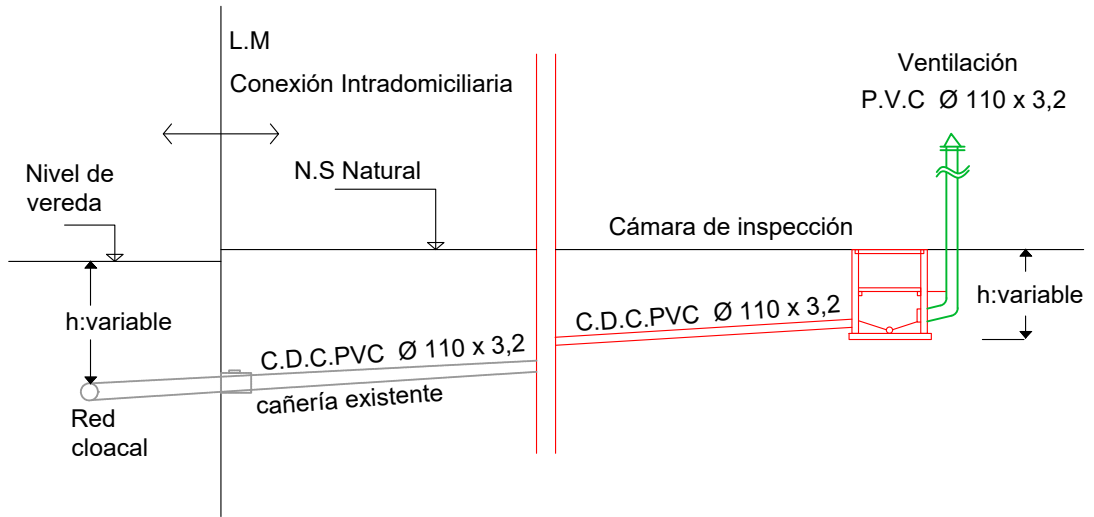 L.M
Conexión Intradomiciliaria
Ventilación
P.V.C Ø 110 x 3,2
Nivel de
vereda
N.S Natural
Cámara de inspección
h:variable
h:variable
C.D.C.PVC Ø 110 x 3,2
C.D.C.PVC Ø 110 x 3,2
cañería existente
Red
cloacal